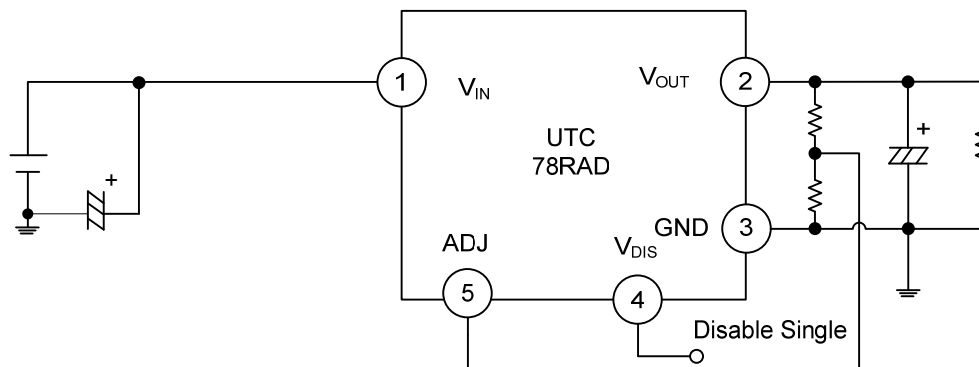 1
V_IN
V_OUT
2
UTC
78RAD
+
+
ADJ
V_DIS
GND
3
5
4
Disable Single